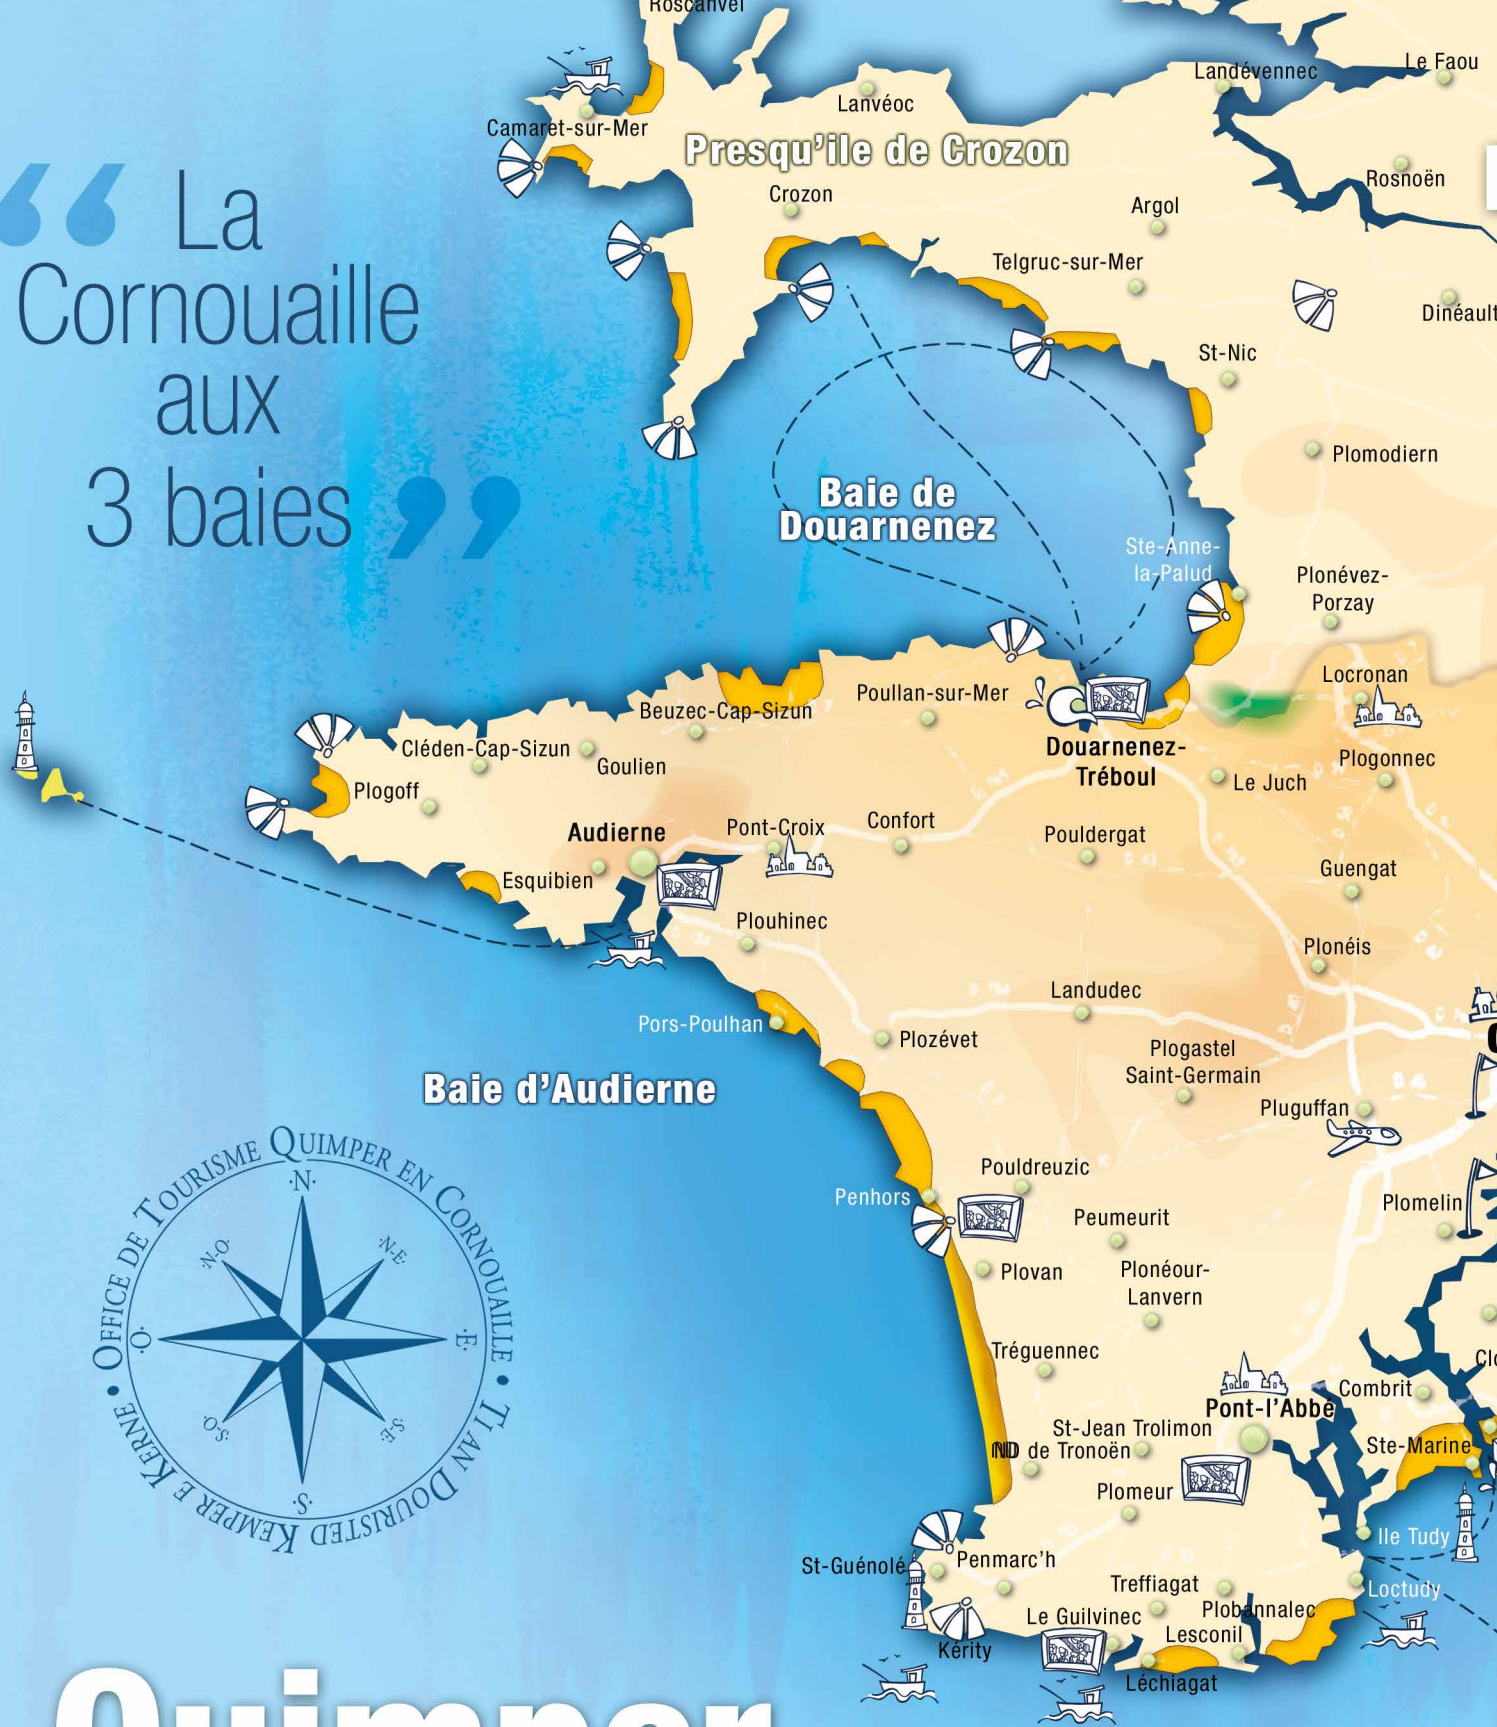 Roscanvel
Le Faou
Landévennec
Lanvéoc
Camaret-sur-Mer
Presqu'ile de Crozon
Rosnoën
Crozon
Argol
Telgruc-sur-Mer
Dinéault
St-Nic
“ La
Cornouaille
aux
3 baies ”
Plomodiern
Baie de
Douarnenez
Ste-Anne-
la-Palud
Plonévez-
Porzay
Locronan
Poullan-sur-Mer
Beuzec-Cap-Sizun
Cléden-Cap-Sizun
Goulien
Plogoff
Douarnenez-
Tréboul
Plogonnec
Le Juch
Audierne
Pont-Croix
Confort
Pouldergat
Guengat
Esquibien
Plouhinec
Plonéis
Landudec
Pors-Poulhan
Plozévet
Plogastel
Saint-Germain
Baie d'Audierne
Pluguffan
Pouldreuzic
Penhors
Plomelin
Peumeurit
Plovan
Plonéour-
Lanvern
OFFICE DE TOURISME QUIMPER EN CORNOUAILLE • TI AN DOURISTED KEMPER E KERNE •
·N·
·N-O·
·N-E·
·O·
·E·
·S-O·
·S-E·
·S·
Tréguennec
Combrit
Pont-l'Abbé
St-Jean Trolimon
ND de Tronoën
Ste-Marine
Plomeur
Ile Tudy
St-Guénolé
Penmarc'h
Treffiagat
Loctudy
Le Guilvinec
Plobannalec
Lesconil
Kérity
Léchiagat
Quimper